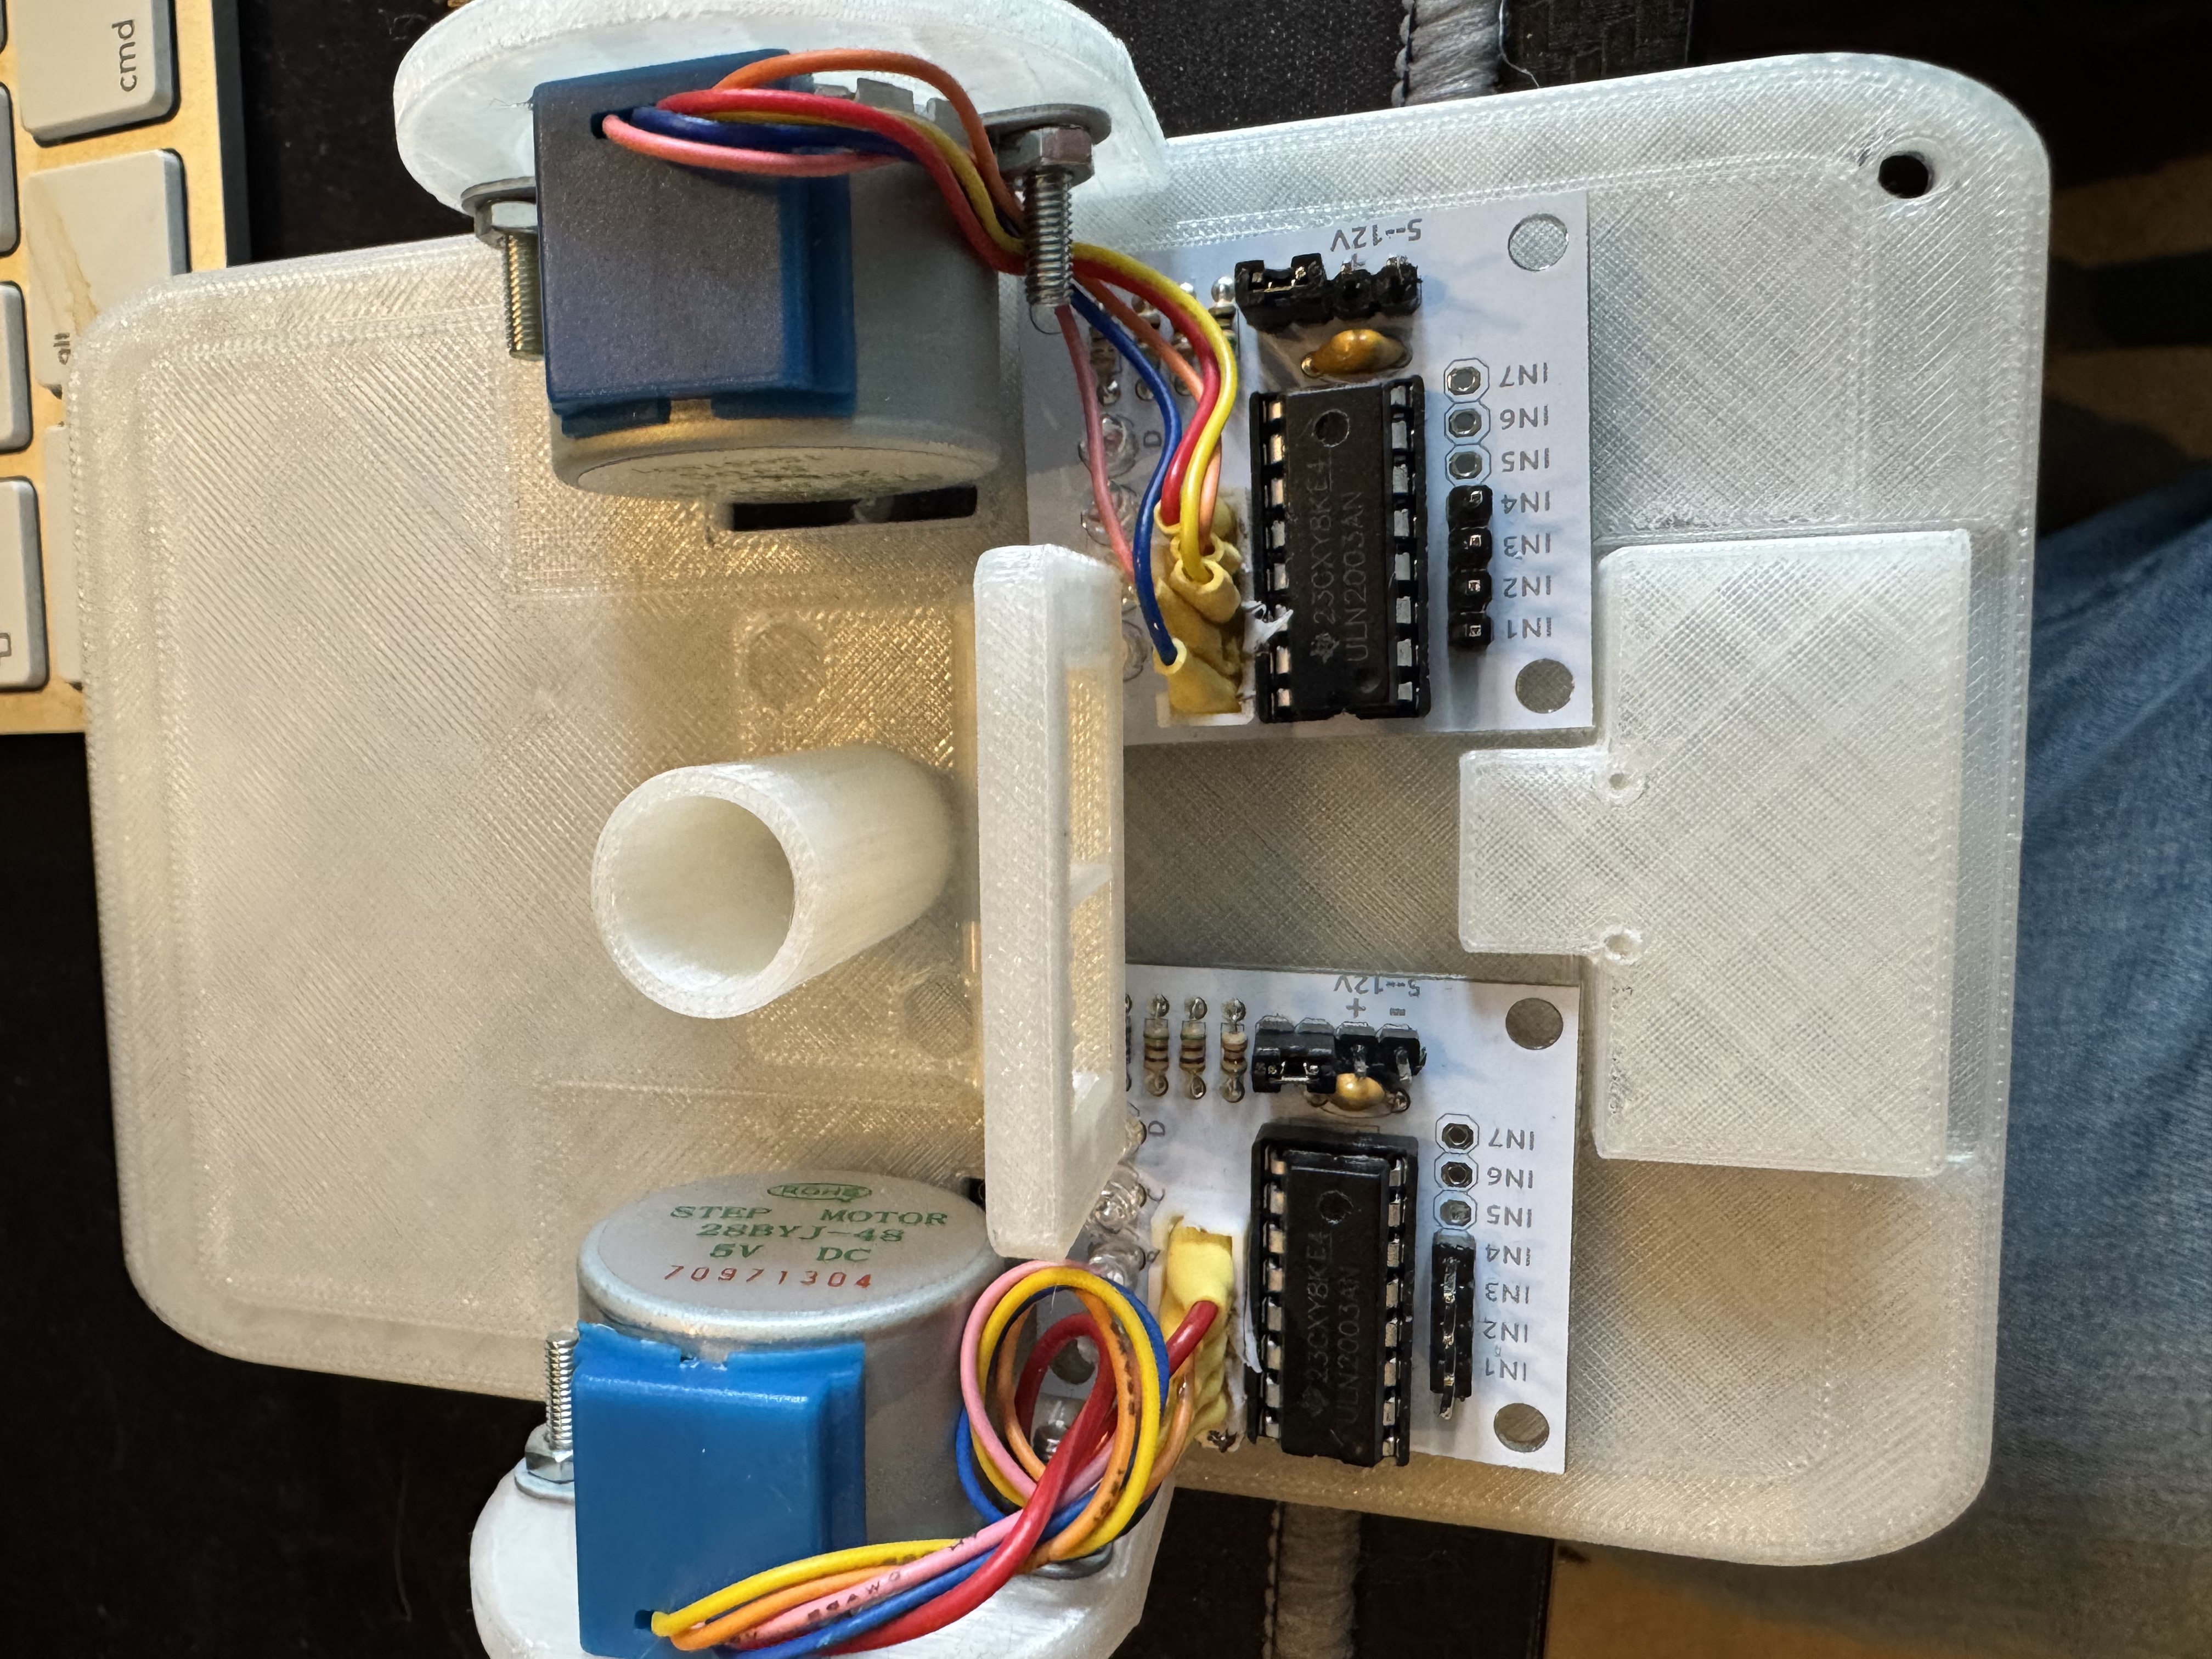 alt
cmd
STEP MOTOR
28BYJ-48
5V DC
70971304
ROHS
C
D
D
23CXY8KE4
ULN2003AN
23CXY8KE4
ULN2003AN
+
-
5--12V
+
5--12V
IN1
IN2
IN3
IN4
IN5
IN6
IN7
IN1
IN2
IN3
IN4
IN5
IN6
IN7